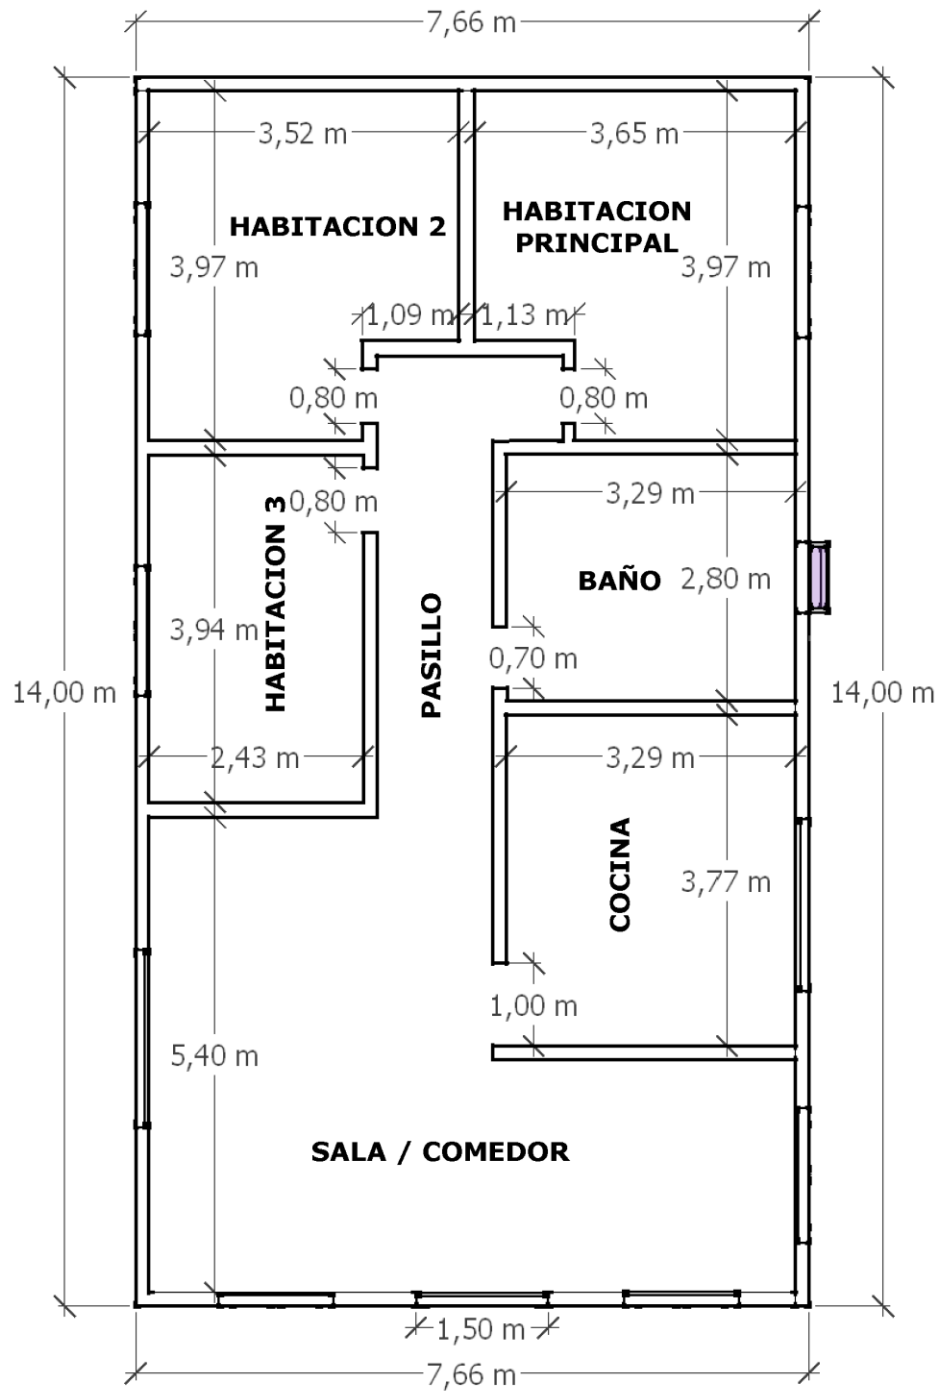 7,66 m
3,52 m
3,65 m
HABITACION 2
HABITACION
PRINCIPAL
3,97 m
3,97 m
1,09 m
1,13 m
0,80 m
0,80 m
0,80 m
3,29 m
HABITACION 3
BAÑO
2,80 m
3,94 m
PASILLO
0,70 m
14,00 m
14,00 m
2,43 m
3,29 m
COCINA
3,77 m
1,00 m
5,40 m
SALA / COMEDOR
1,50 m
7,66 m